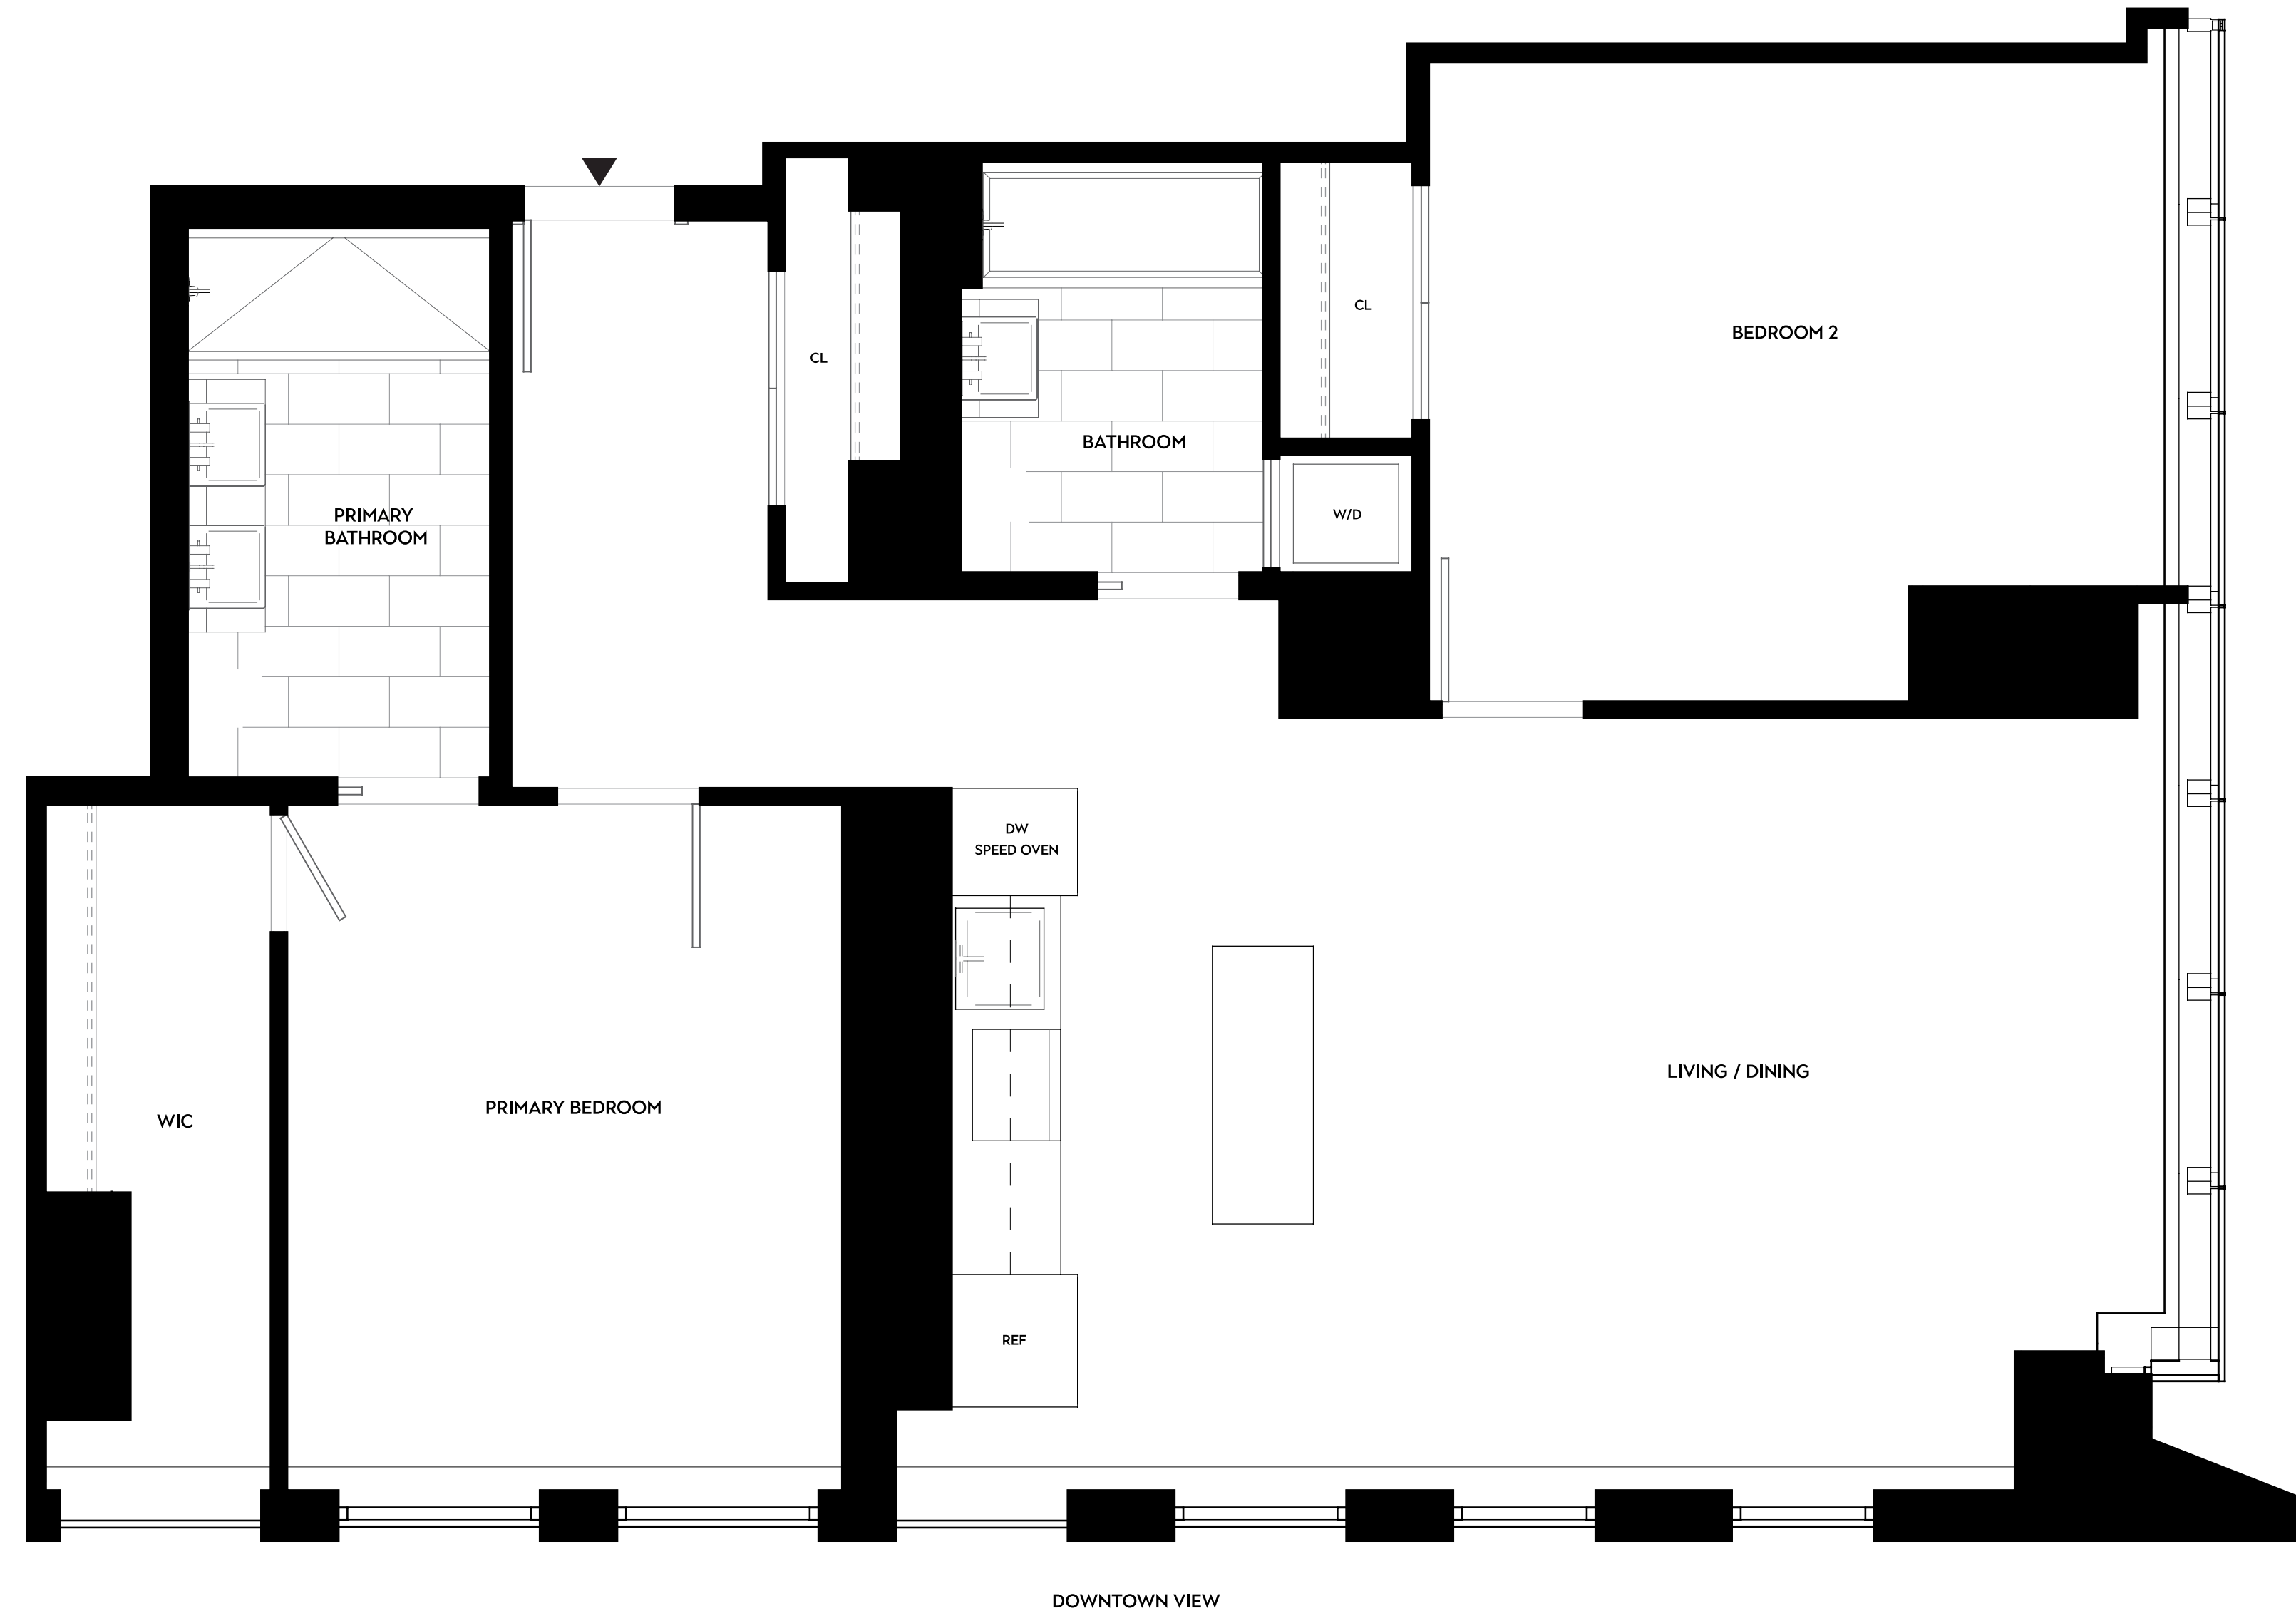 CL
BEDROOM 2
CL
BATHROOM
PRIMARY
BATHROOM
W/D
DW
SPEED OVEN
LIVING / DINING
PRIMARY BEDROOM
WIC
REF
DOWNTOWN VIEW